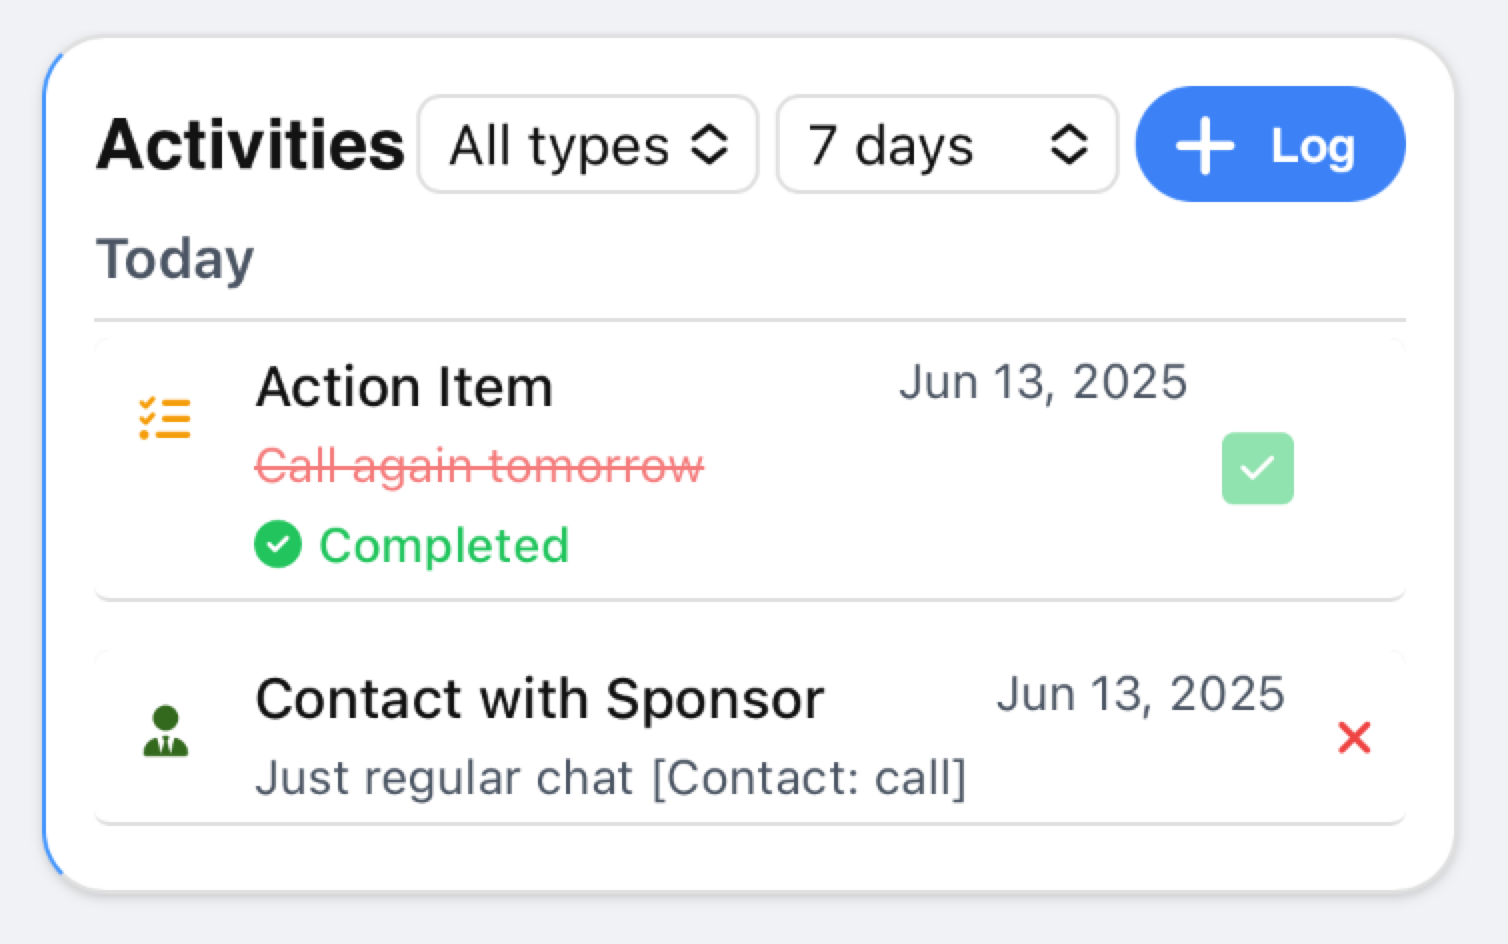 Activities All types 7 days Log
Today
Action Item Jun 13, 2025
Call again tomorrow
Completed
Contact with Sponsor Jun 13, 2025
Just regular chat [Contact: call]